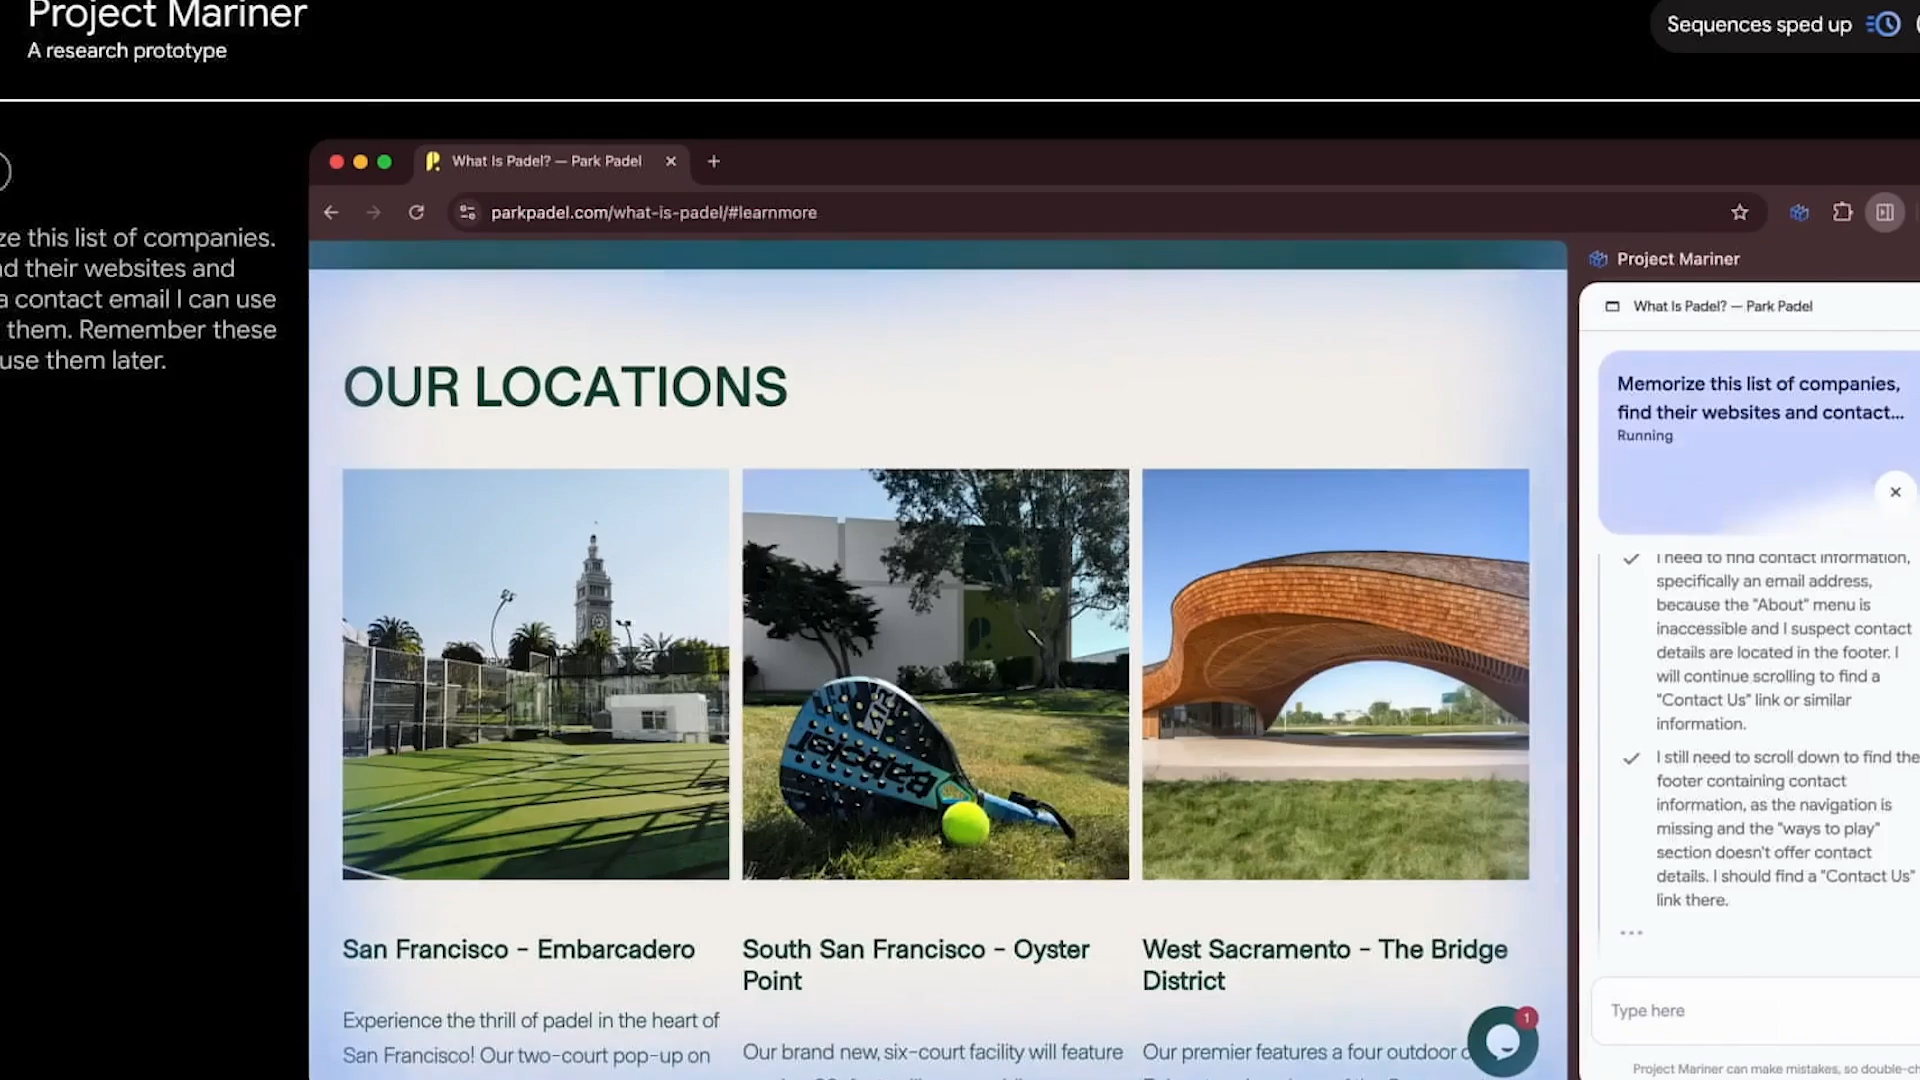 Project Mariner
A research prototype
Sequences sped up
this list of companies.
their websites and
a contact email I can use
them. Remember these
use them later.
What Is Padel? — Park Padel
parkpadel.com/what-is-padel/#learnmore
OUR LOCATIONS
San Francisco – Embarcadero
Experience the thrill of padel in the heart of
San Francisco! Our two-court pop-up on
South San Francisco – Oyster
Point
Our brand new, six-court facility will feature
West Sacramento – The Bridge
District
Our premier features a four outdoor
babolat
1
Project Mariner
What Is Padel? — Park Padel
Memorize this list of companies,
find their websites and contact...
Running
I need to find contact information,
specifically an email address,
because the "About" menu is
inaccessible and I suspect contact
details are located in the footer. I
will continue scrolling to find a
"Contact Us" link or similar
information.
I still need to scroll down to find the
footer containing contact
information, as the navigation is
missing and the "ways to play"
section doesn't offer contact
details. I should find a "Contact Us"
link there.
Type here
Project Mariner can make mistakes, so